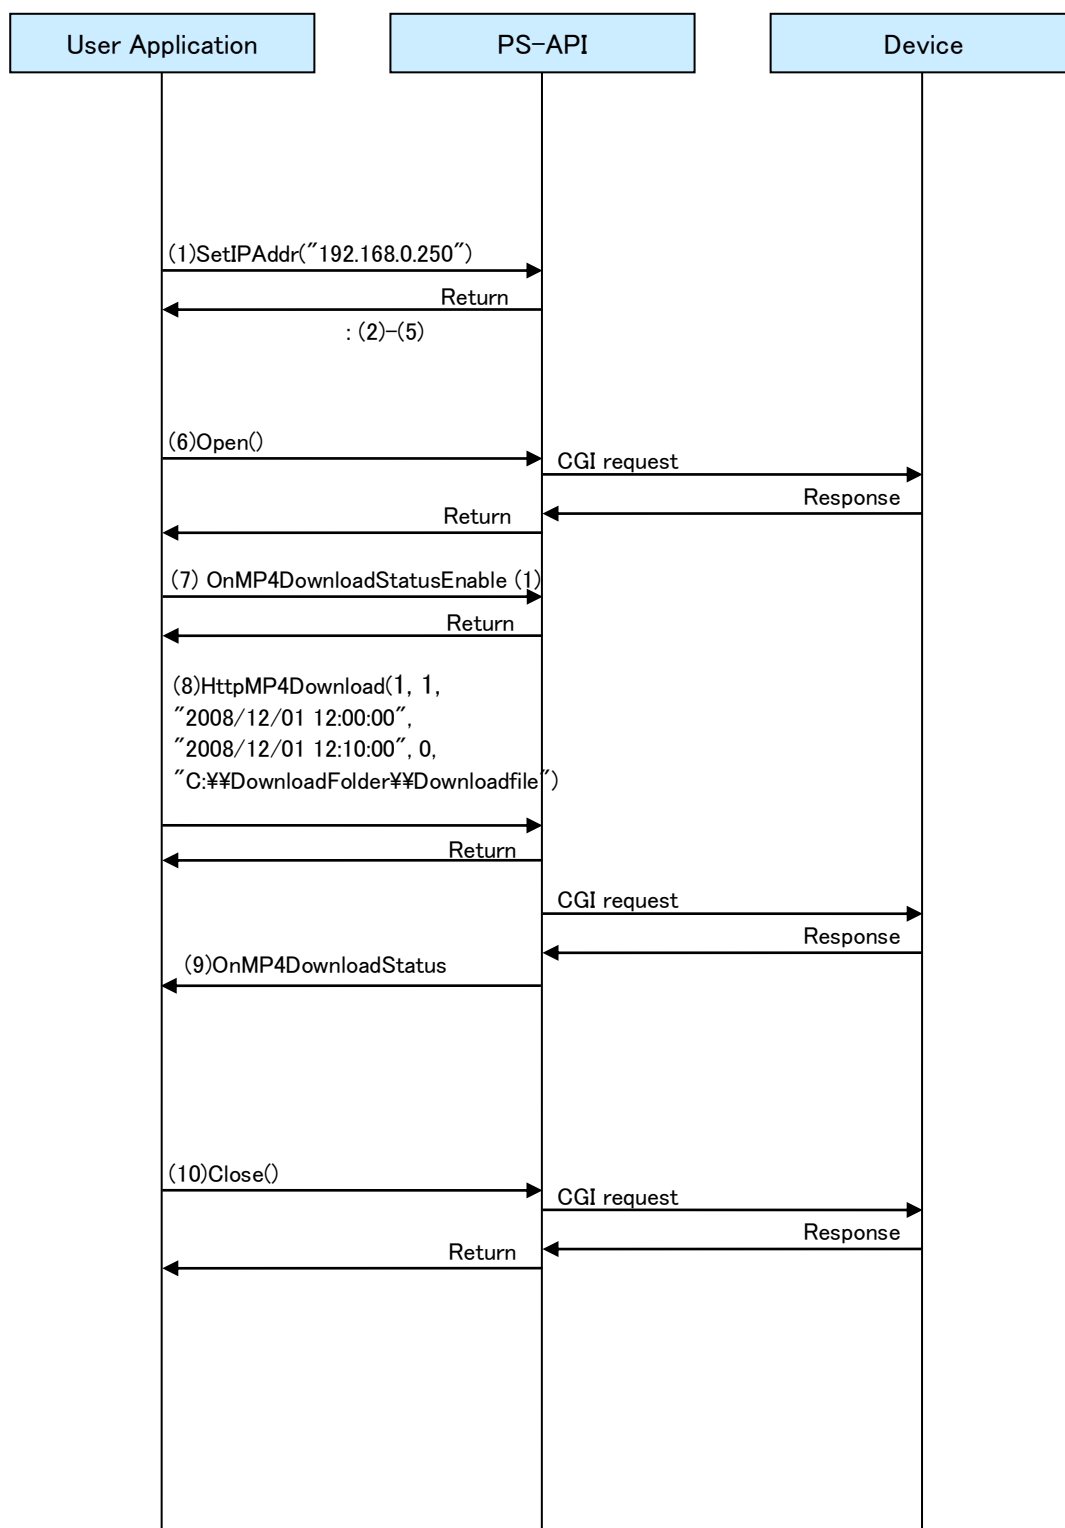 User Application
PS-API
Device
(1)SetIPAddr("192.168.0.250")
Return
: (2)-(5)
(6)Open()
CGI request
Response
Return
(7) OnMP4DownloadStatusEnable (1)
Return
(8)HttpMP4Download(1, 1,
"2008/12/01 12:00:00",
"2008/12/01 12:10:00", 0,
"C:¥¥DownloadFolder¥¥Downloadfile")
Return
CGI request
Response
(9)OnMP4DownloadStatus
(10)Close()
CGI request
Response
Return